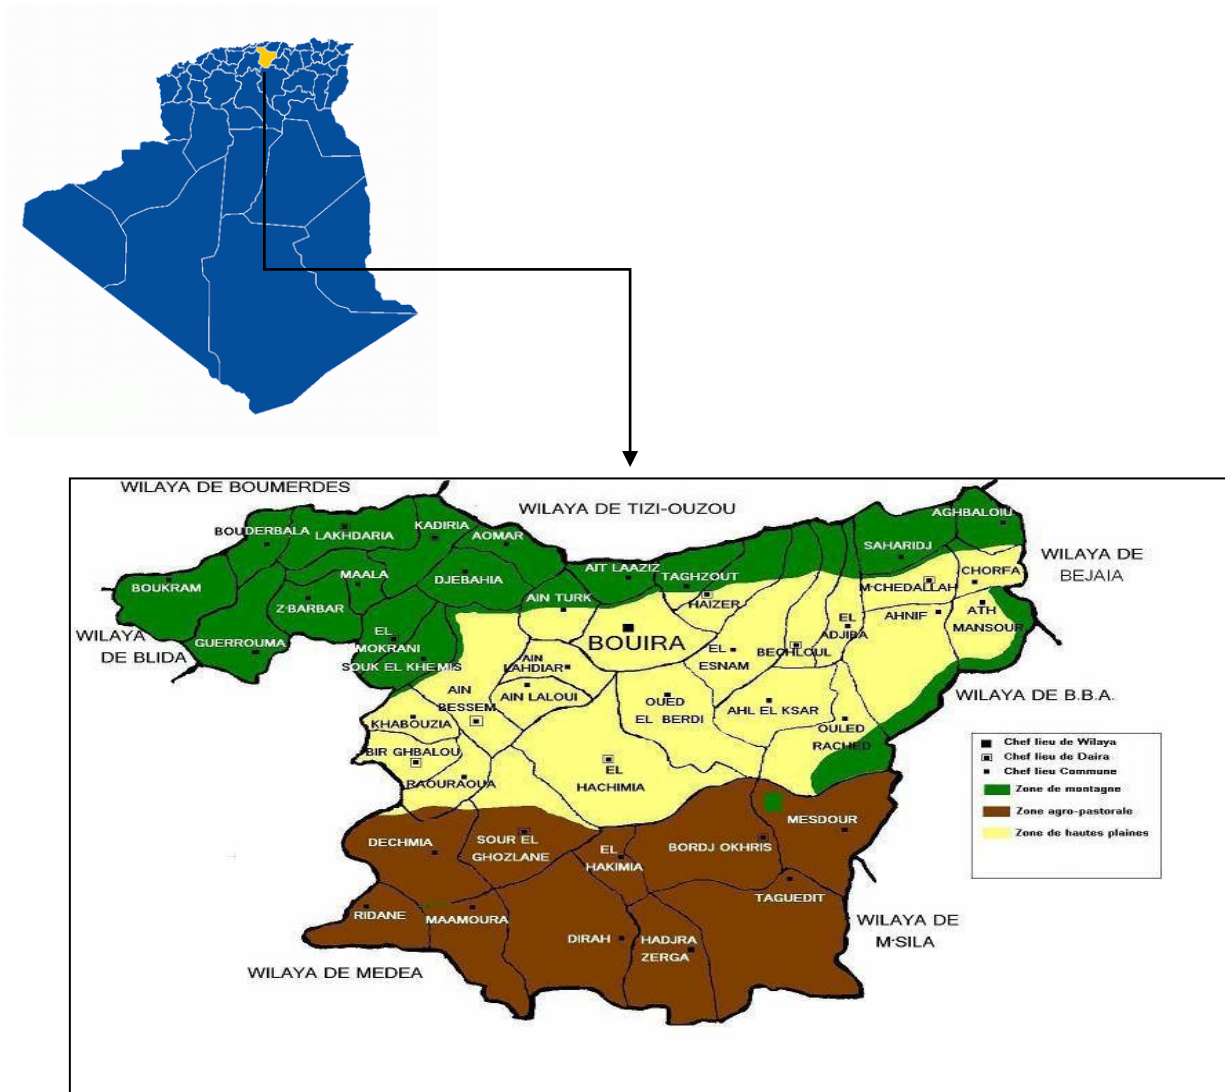 WILAYA DE BOUMERDES
WILAYA DE TIZI-OUZOU
AGHBALOIU
BOUDERBALA
LAKHDARIA
KADIRIA
AOMAR
SAHARIDJ
WILAYA DE
BEJAIA
BOUKRAM
MAALA
DJEBAHIA
AIT LAAZIZ
TAGHZOUT
M'CHEDALLAH
CHORFA
Z·BARBAR
AIN TURK
HAIZER
AHNIF
ATH
MANSOUR
WILAYA
DE BLIDA
GUERROUMA
EL
MOKRANI
SOUK EL KHEMIS
BOUIRA
EL
ESNAM
BECHLOUL
EL
ADJIBA
AIN
LAHDIAR
AIN LALOUI
AIN
BESSEM
OUED
EL BERDI
AHL EL KSAR
OULED
RACHED
WILAYA DE B.B.A.
KHABOUZIA
BIR GHBALOU
RAOURAOUA
EL
HACHIMIA
Chef lieu de Wilaya
Chef lieu de Daira
Chef lieu Commune
Zone de montagne
Zone agro-pastorale
Zone de hautes plaines
DECHMIA
SOUR EL
GHOZLANE
EL
HAKIMIA
BORDJ OKHRIS
MESDOUR
TAGUEDIT
RIDANE
MAAMOURA
DIRAH
HADJRA
ZERGA
WILAYA DE
M'SILA
WILAYA DE MEDEA